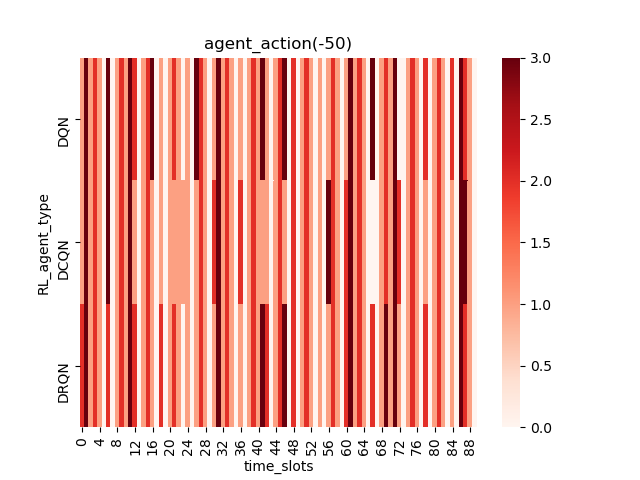 agent_action(-50)
RL_agent_type
DQN
DCQN
DRQN
0 4 8 12 16 20 24 28 32 36 40 44 48 52 56 60 64 68 72 76 80 84 88
time_slots
3.0
2.5
2.0
1.5
1.0
0.5
0.0